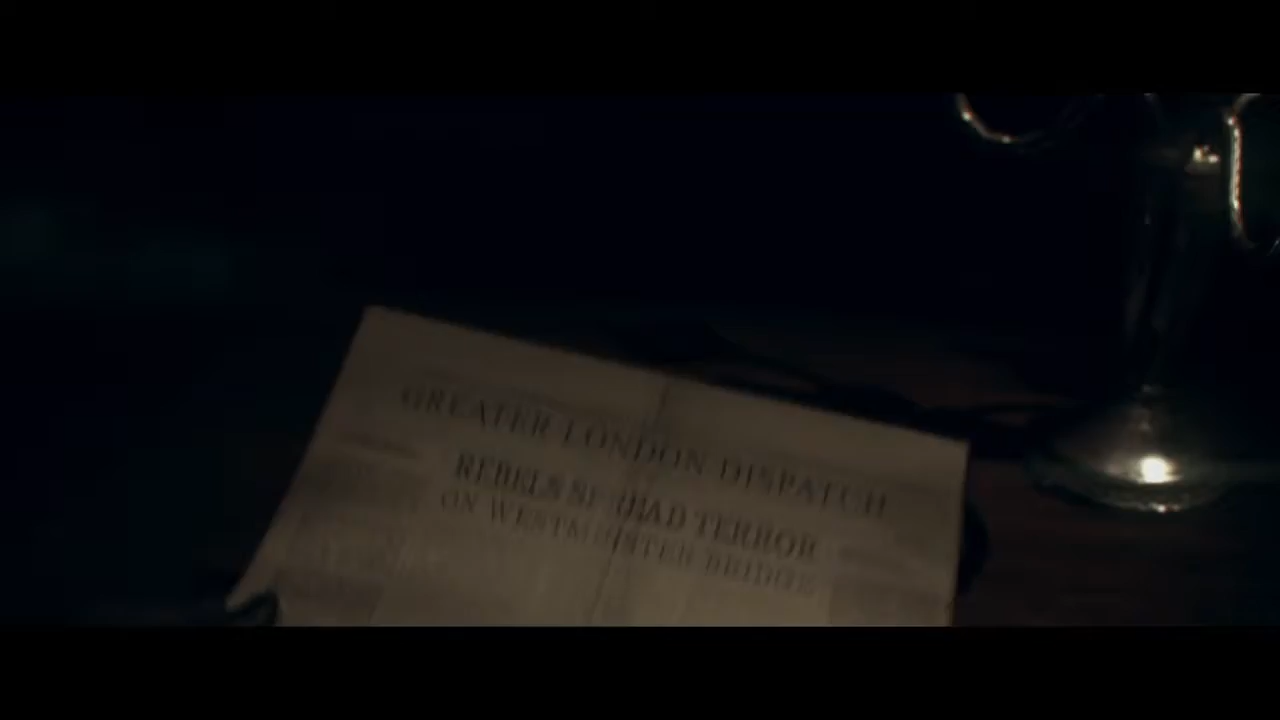 GREATER LONDON DISPATCH
REBELS SPREAD TERROR
ON WESTMINSTER BRIDGE